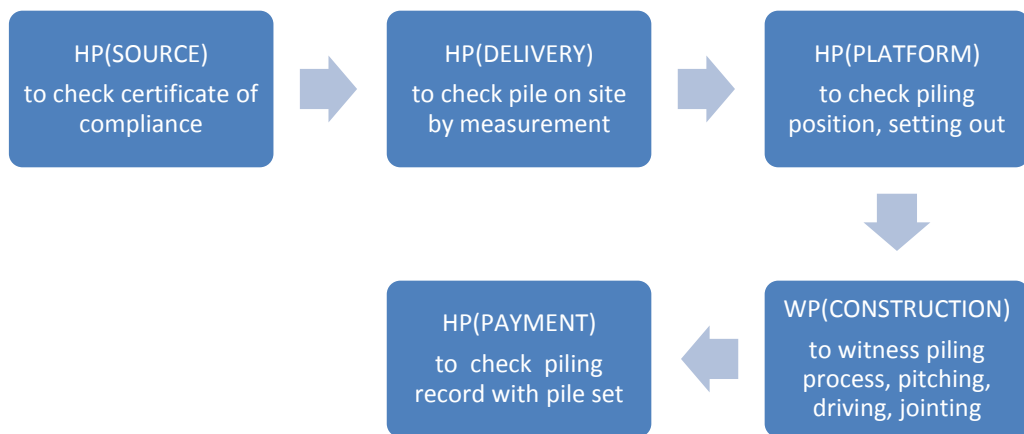 HP(SOURCE)
to check certificate of
compliance
HP(DELIVERY)
to check pile on site
by measurement
HP(PLATFORM)
to check piling
position, setting out
WP(CONSTRUCTION)
to witness piling
process, pitching,
driving, jointing
HP(PAYMENT)
to check piling
record with pile set